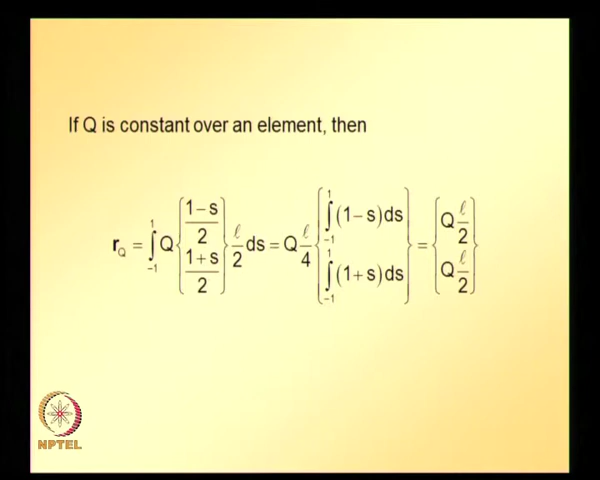 If Q is constant over an element, then
r_Q = ∫_{-1}^{1} Q { (1−s)/2 ; (1+s)/2 } ℓ/2 ds = Q ℓ/4 { ∫_{-1}^{1} (1−s)ds ; ∫_{-1}^{1} (1+s)ds } = { Q ℓ/2 ; Q ℓ/2 }
NPTEL